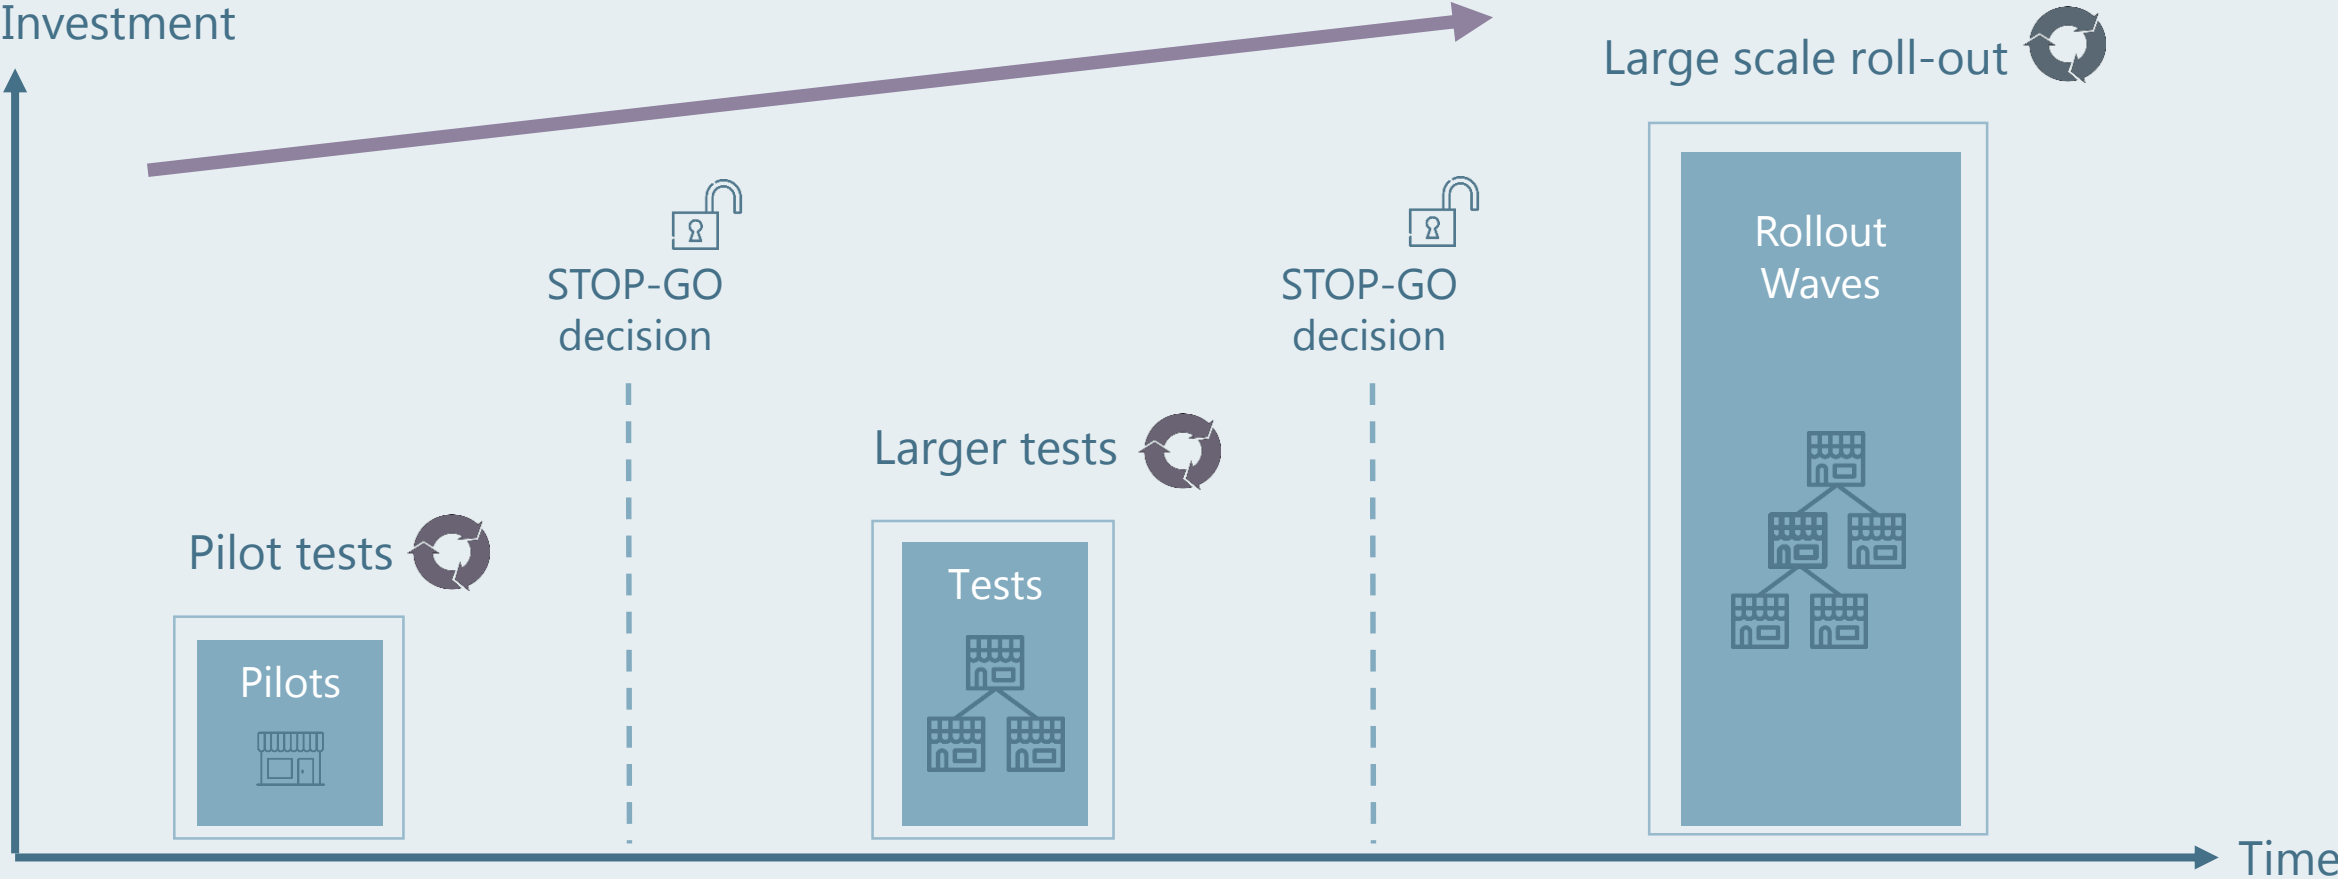 Investment
Large scale roll-out
Rollout
Waves
STOP-GO
decision
STOP-GO
decision
Larger tests
Tests
Pilot tests
Pilots
Time